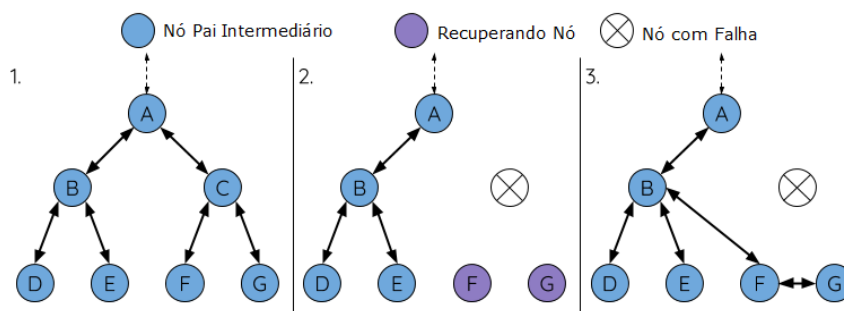 Nó Pai Intermediário Recuperando Nó Nó com Falha
1. 2. 3.
A A A
B C B B
D E F G D E F G D E F G